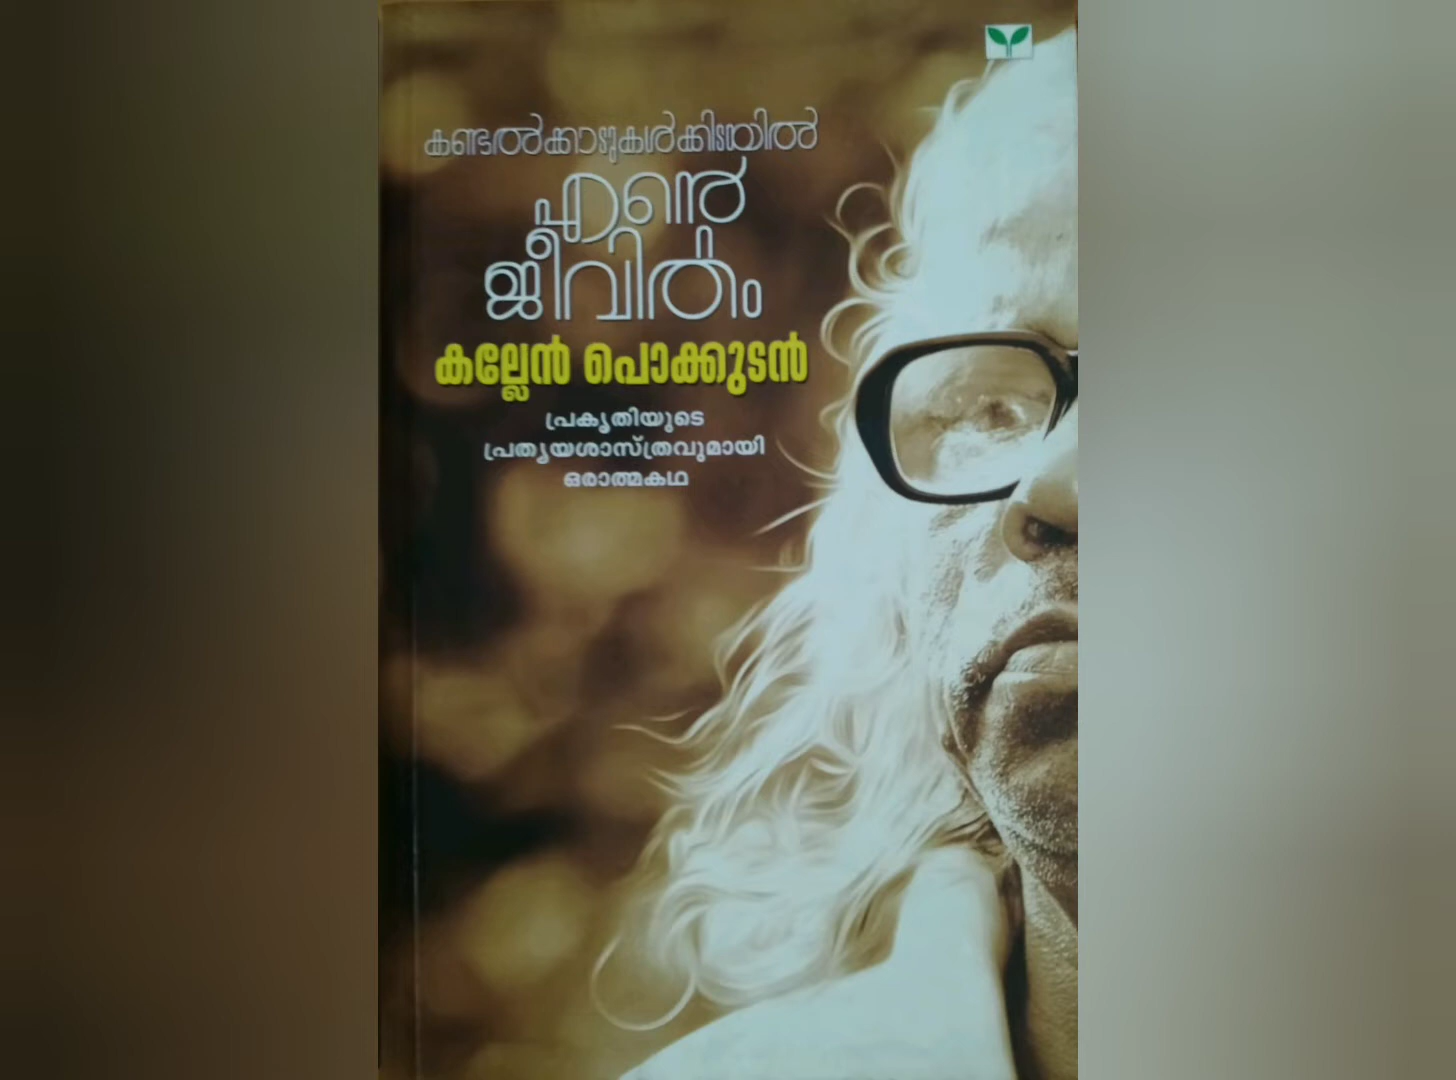 കണ്ടൽക്കാടുകൾക്കിടയിൽ
എന്റെ
ജീവിതം
കല്ലേൻ പൊക്കുടൻ
പ്രകൃതിയുടെ
പ്രത്യയശാസ്ത്രവുമായി
ഒരാത്മകഥ